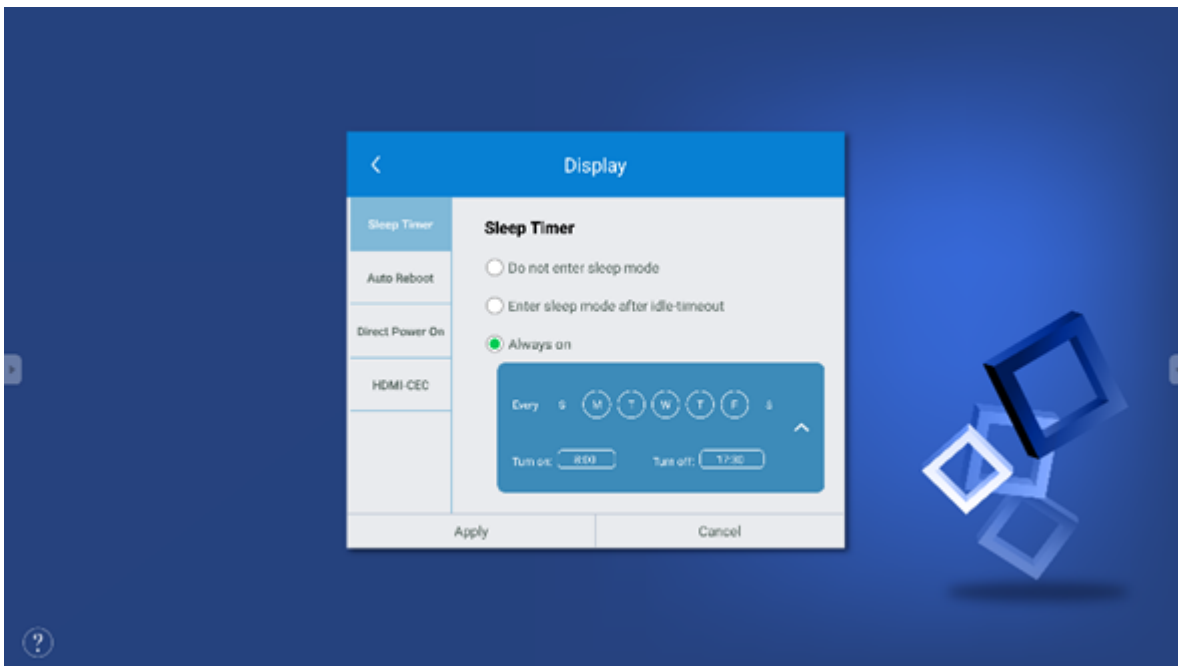 Display
Sleep Timer
Auto Reboot
Direct Power On
HDMI-CEC
Sleep Timer
Do not enter sleep mode
Enter sleep mode after idle-timeout
Always on
Every S M T W T F S
Turn on: 8:00 Turn off: 17:30
Apply Cancel
?